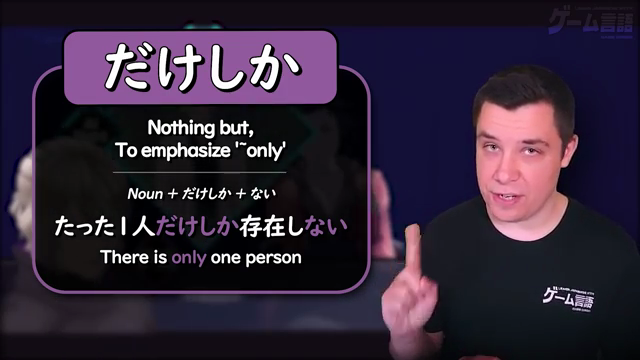 だけしか
Nothing but,
To emphasize '~only'
Noun + だけしか + ない
たった1人だけしか存在しない
There is only one person
ゲーム言語
ゲーム言語